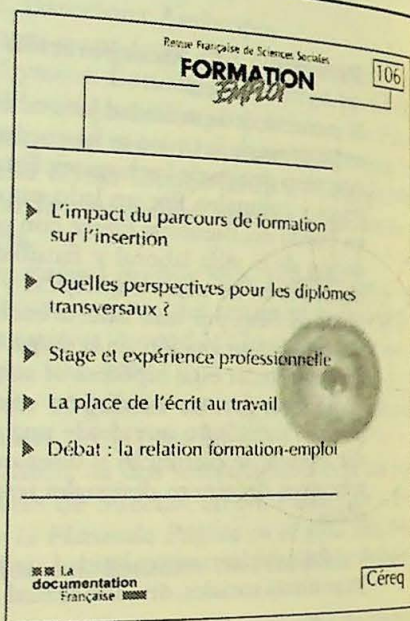 Revue Française de Sciences Sociales
FORMATION
EMPLOI
106
L'impact du parcours de formation
sur l'insertion
Quelles perspectives pour les diplômes
transversaux ?
Stage et expérience professionnelle
La place de l'écrit au travail
Débat : la relation formation-emploi
La
documentation
Française
Céreq